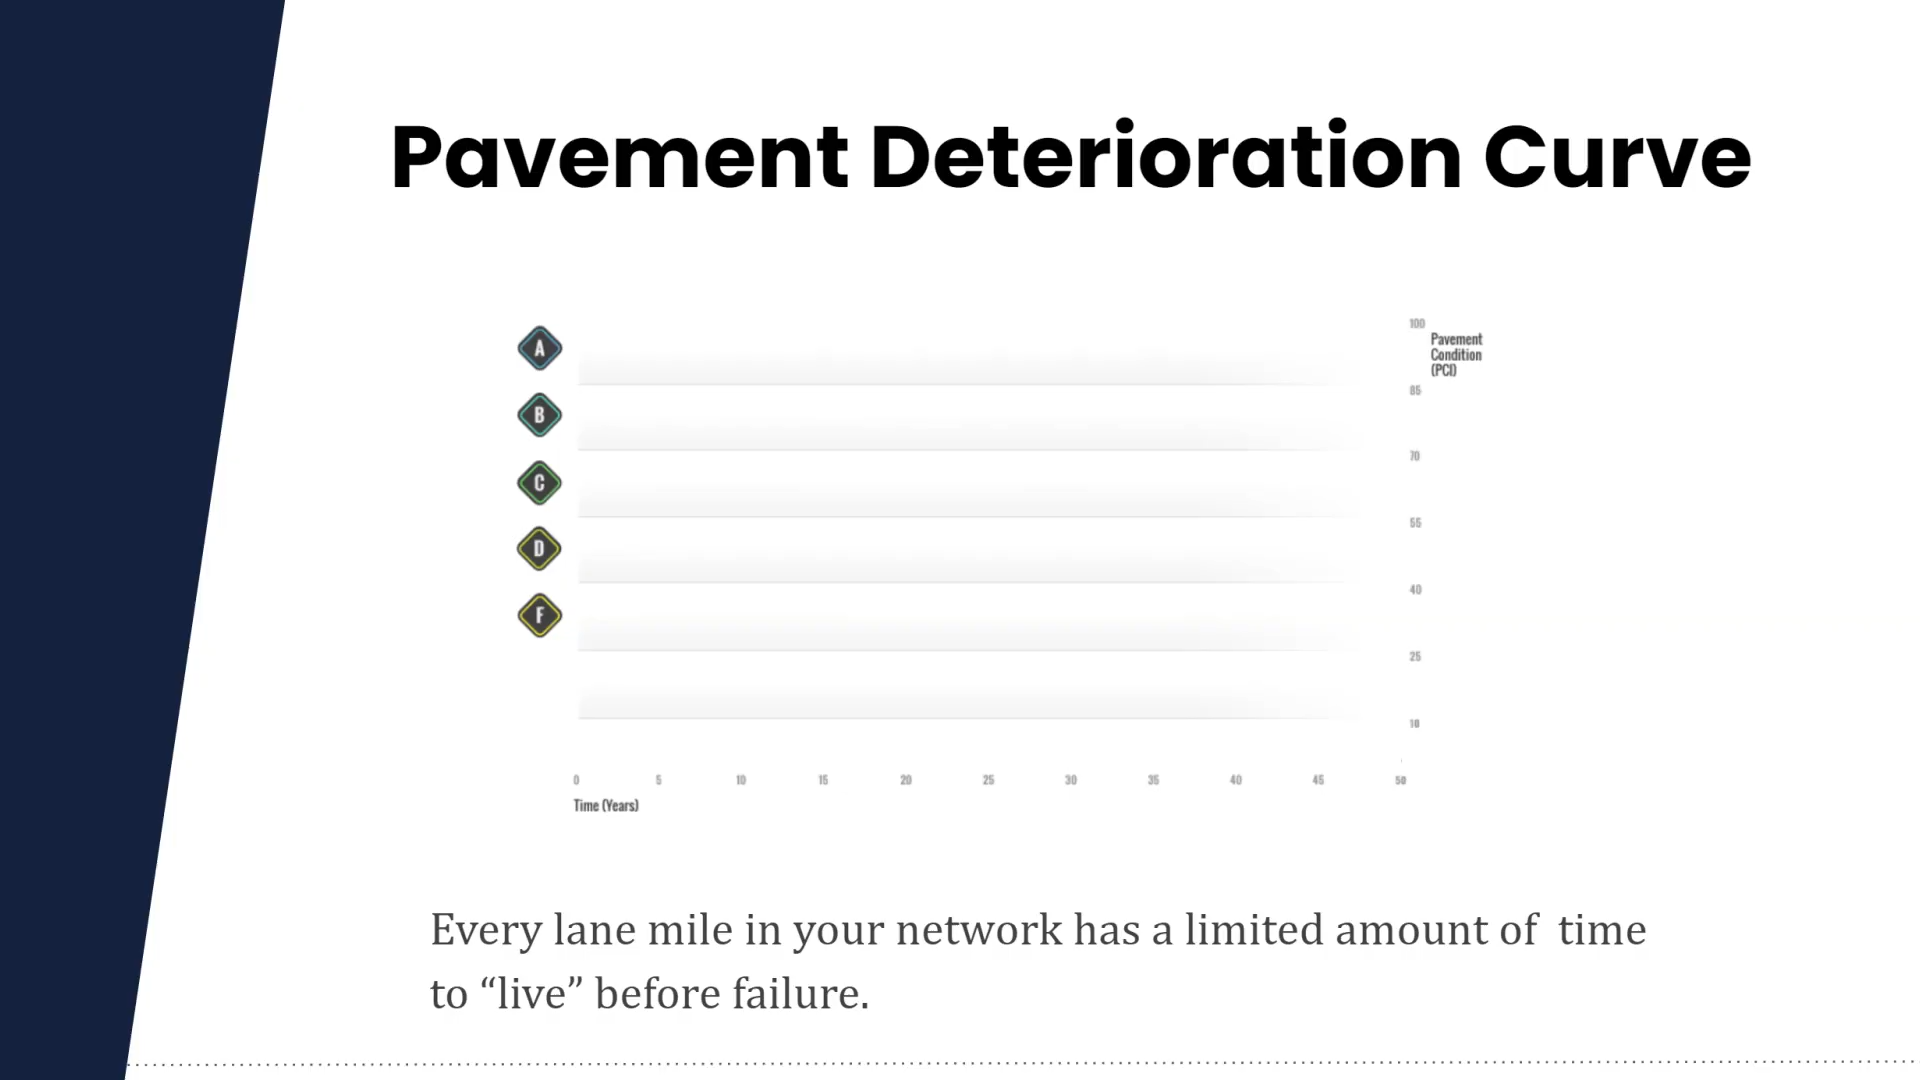 Pavement Deterioration Curve
A
B
C
D
F
100
Pavement
Condition
(PCI)
85
70
55
40
25
10
0 5 10 15 20 25 30 35 40 45 50
Time (Years)
Every lane mile in your network has a limited amount of time
to “live” before failure.